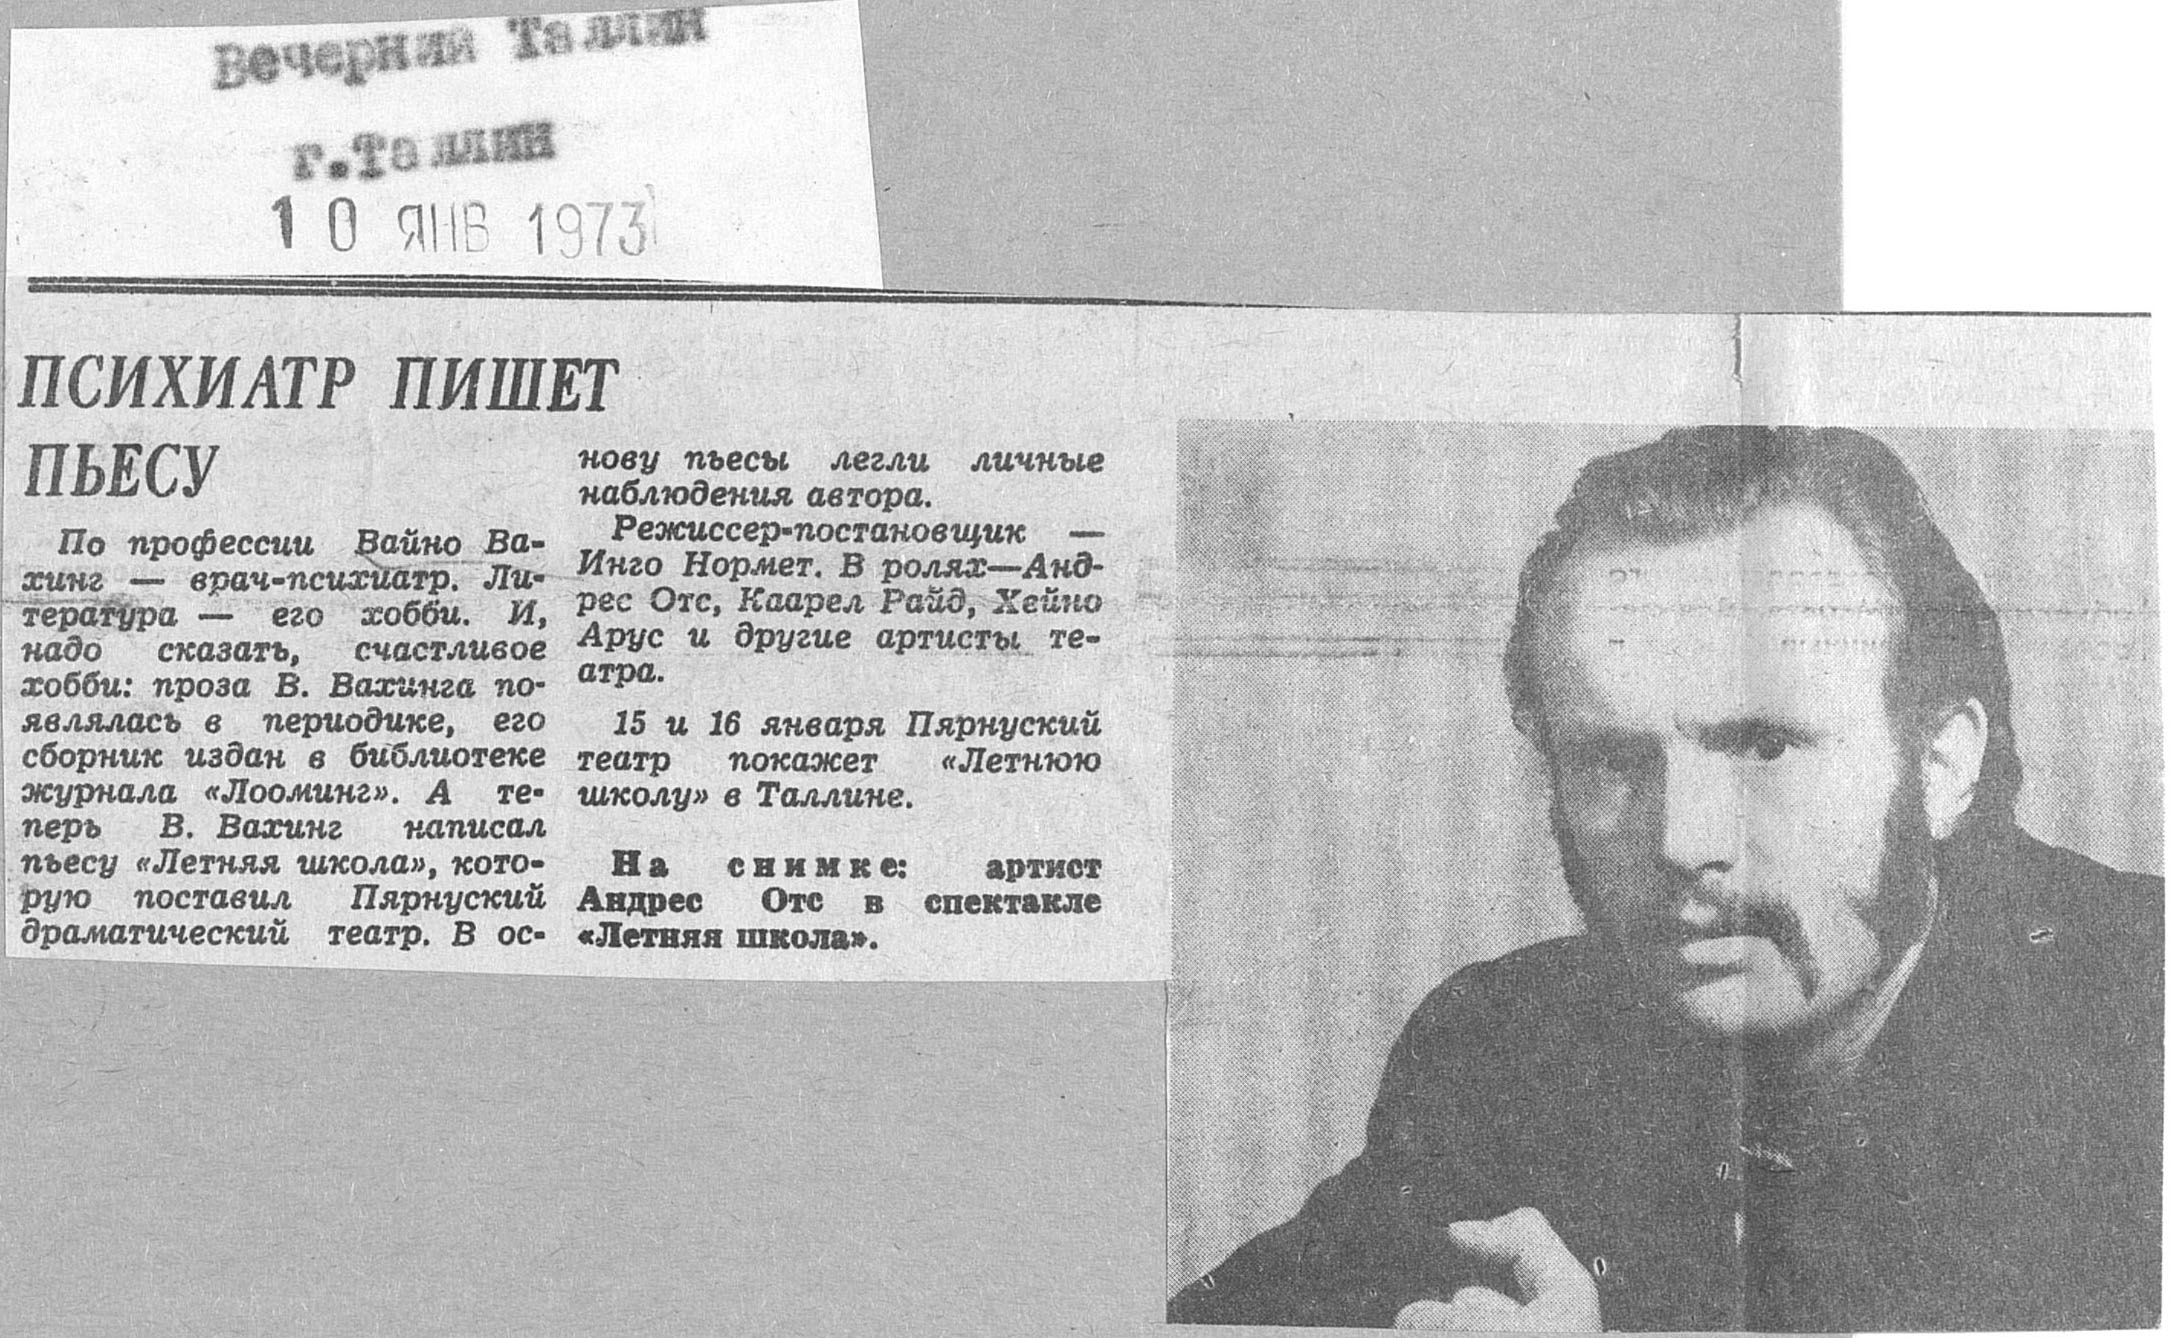 Вечерний Таллин
г.Таллин
10 ЯНВ 1973
ПСИХИАТР ПИШЕТ
ПЬЕСУ
По профессии Вайно Ва-
хинг — врач-психиатр. Ли-
тература — его хобби. И,
надо сказать, счастливое
хобби: проза В. Вахинга по-
являлась в периодике, его
сборник издан в библиотеке
журнала «Лооминг». А те-
перь В. Вахинг написал
пьесу «Летняя школа», кото-
рую поставил Пярнуский
драматический театр. В ос-
нову пьесы легли личные
наблюдения автора.
Режиссер-постановщик —
Инго Нормет. В ролях—Анд-
рес Отс, Каарел Райд, Хейно
Арус и другие артисты те-
атра.
15 и 16 января Пярнуский
театр покажет «Летнюю
школу» в Таллине.
На снимке: артист
Андрес Отс в спектакле
«Летняя школа».